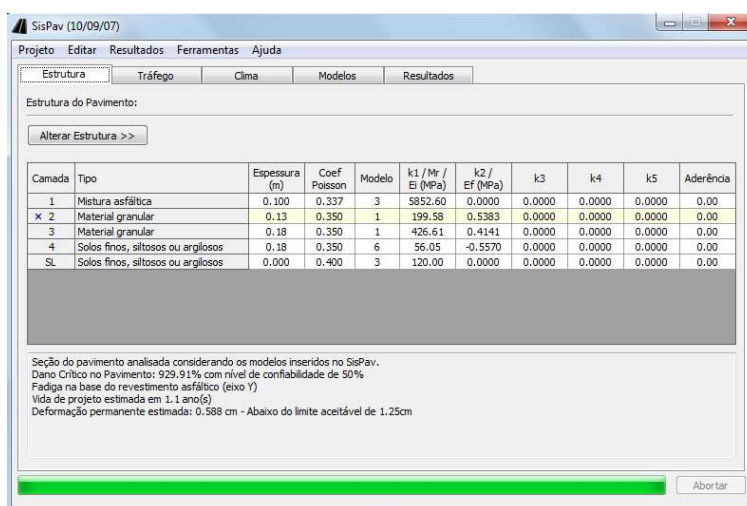 SisPav (10/09/07)
Projeto Editar Resultados Ferramentas Ajuda
Estrutura Tráfego Clima Modelos Resultados
Estrutura do Pavimento:
Alterar Estrutura >>
Camada Tipo Espessura (m) Coef Poisson Modelo k1 / Mr / Ei (MPa) k2 / Ef (MPa) k3 k4 k5 Aderência
1 Mistura asfáltica 0.100 0.337 3 5852.60 0.0000 0.0000 0.0000 0.0000 0.00
× 2 Material granular 0.13 0.350 1 199.58 0.5383 0.0000 0.0000 0.0000 0.00
3 Material granular 0.18 0.350 1 426.61 0.4141 0.0000 0.0000 0.0000 0.00
4 Solos finos, siltosos ou argilosos 0.18 0.350 6 56.05 -0.5570 0.0000 0.0000 0.0000 0.00
SL Solos finos, siltosos ou argilosos 0.000 0.400 3 120.00 0.0000 0.0000 0.0000 0.0000 0.00
Seção do pavimento analisada considerando os modelos inseridos no SisPav.
Dano Crítico no Pavimento: 929.91% com nível de confiabilidade de 50%
Fadiga na base do revestimento asfáltico (eixo Y)
Vida de projeto estimada em 1.1 ano(s)
Deformação permanente estimada: 0.588 cm - Abaixo do limite aceitável de 1.25cm
Abortar